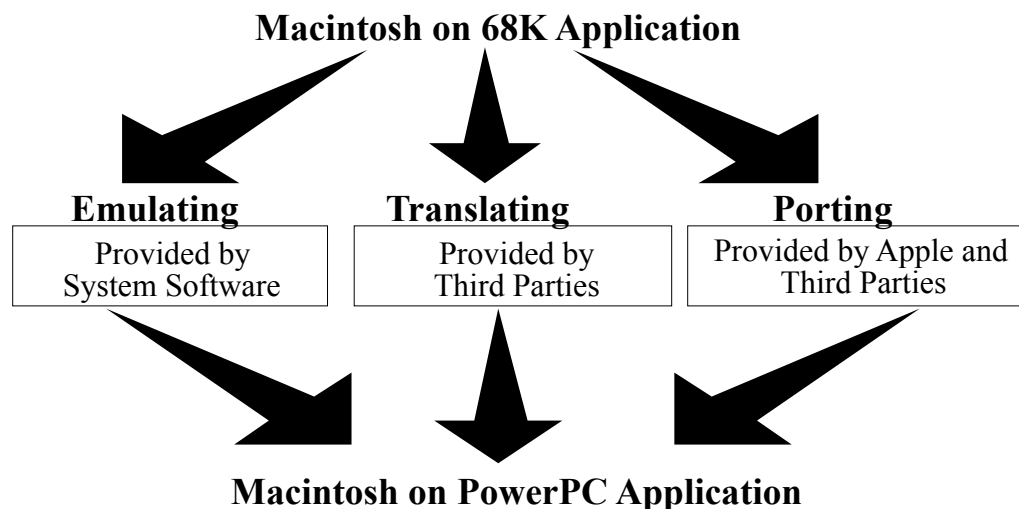 Macintosh on 68K Application
Emulating
Provided by
System Software
Translating
Provided by
Third Parties
Porting
Provided by Apple and
Third Parties
Macintosh on PowerPC Application